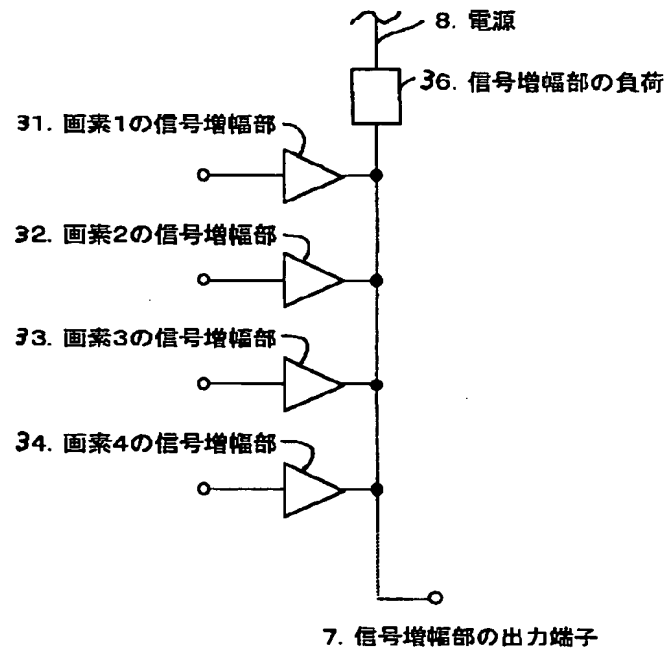 8. 電源
36. 信号増幅部の負荷
31. 画素1の信号増幅部
32. 画素2の信号増幅部
33. 画素3の信号増幅部
34. 画素4の信号増幅部
7. 信号増幅部の出力端子